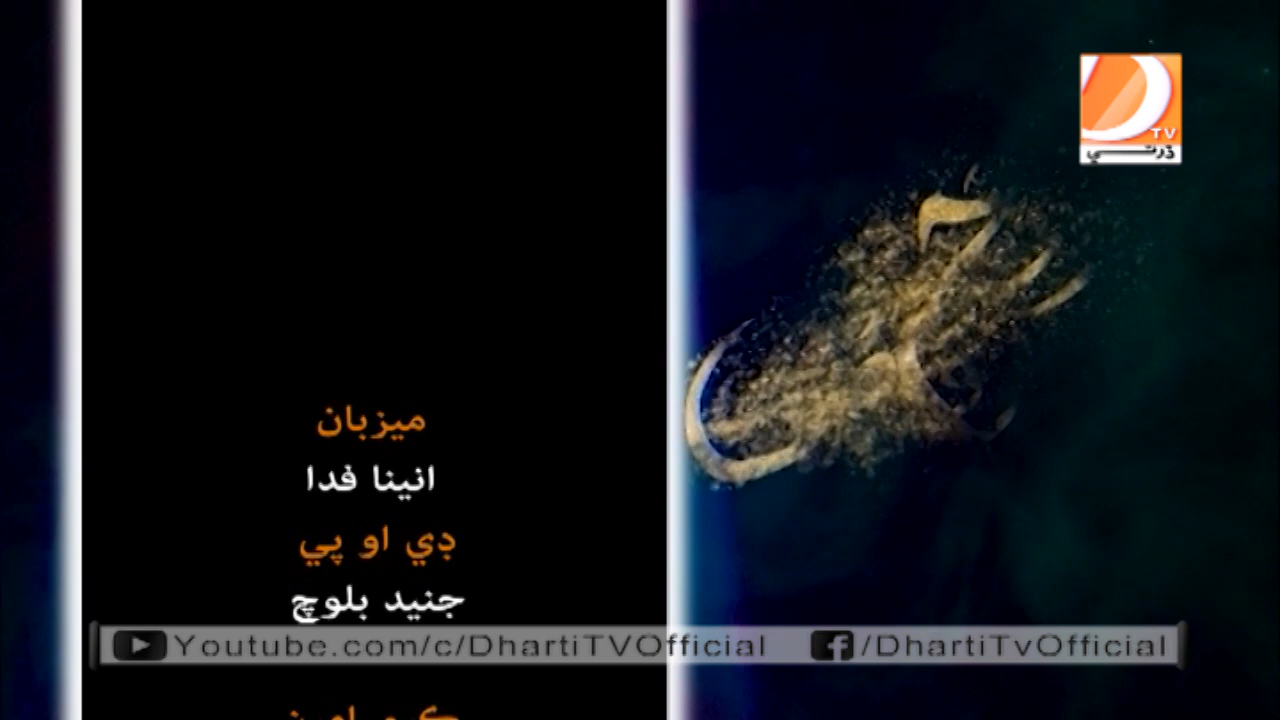 TV
ڌرتي
ميزبان
انينا فدا
ڊي او پي
جنيد بلوچ
Youtube.com/c/DhartiTVOfficial
/DhartiTvOfficial